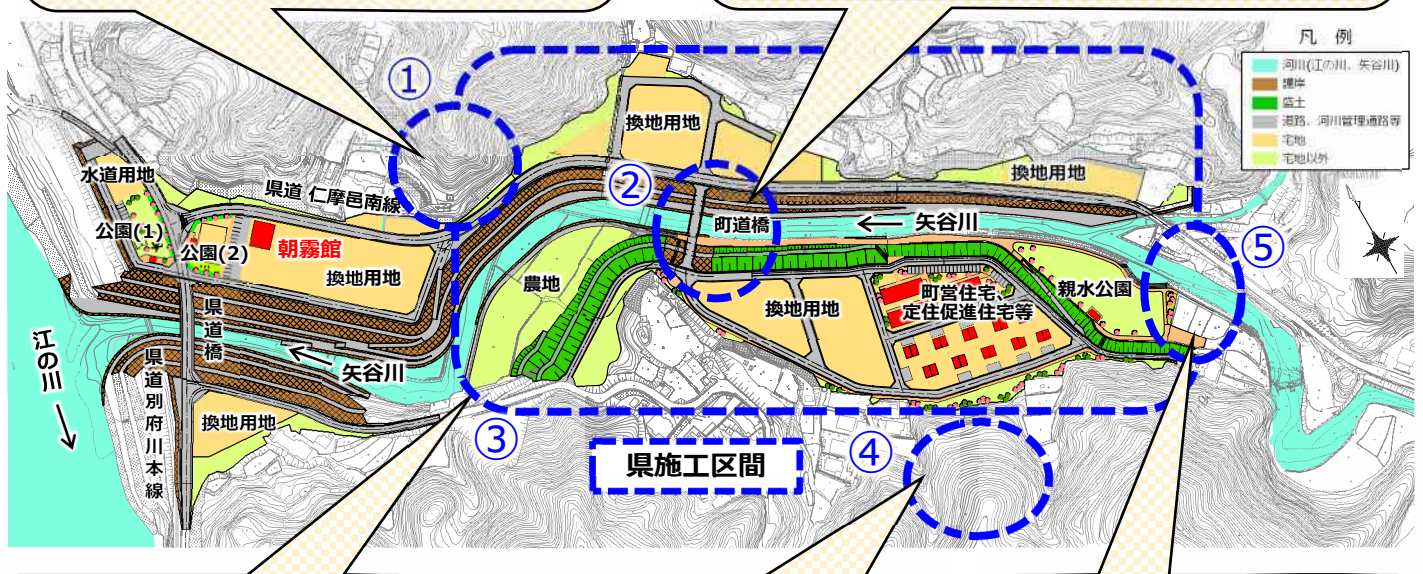 凡 例
河川(江の川、矢谷川)
護岸
盛土
道路、河川管理通路等
宅地
宅地以外
①
換地用地
水道用地
県道 仁摩邑南線
②
換地用地
公園(1)
公園(2)
朝霧館
町道橋
← 矢谷川
⑤
換地用地
農地
親水公園
町営住宅、
定住促進住宅等
換地用地
県道橋
江の川
← 矢谷川
県道別府川本線
換地用地
③
④
県施工区間